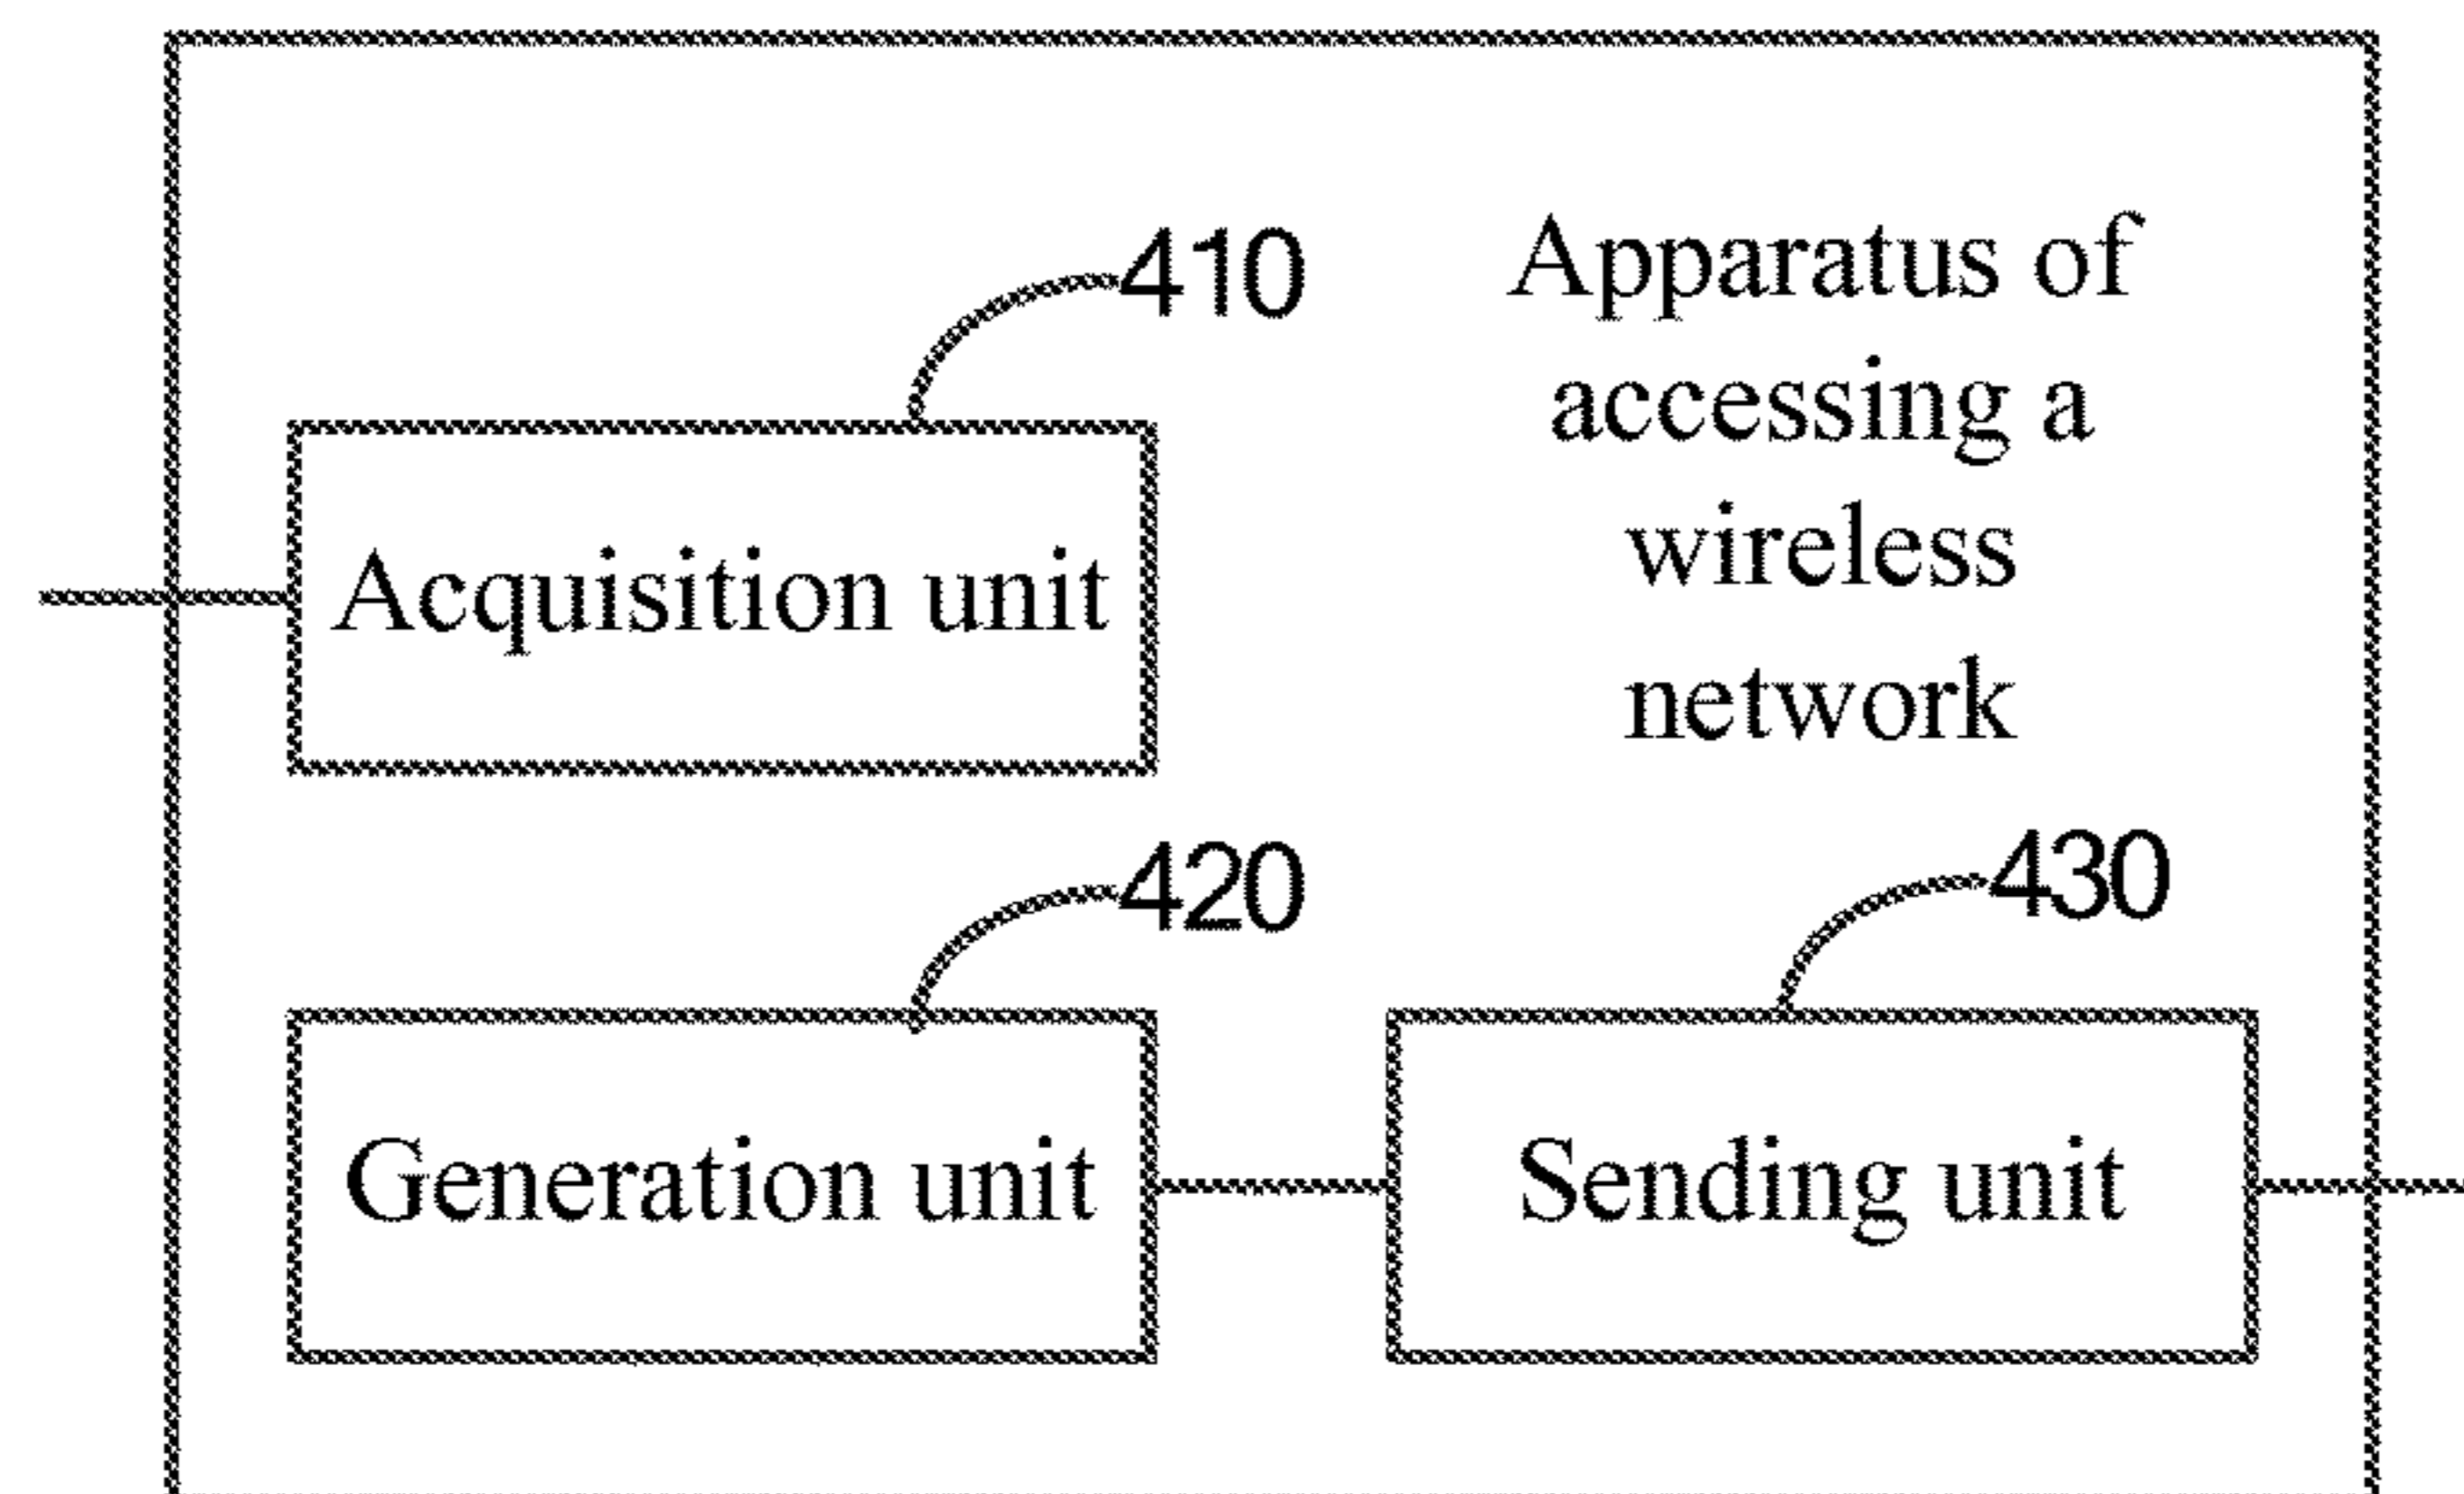 410
Apparatus of
accessing a
wireless
network
Acquisition unit
420
430
Generation unit
Sending unit